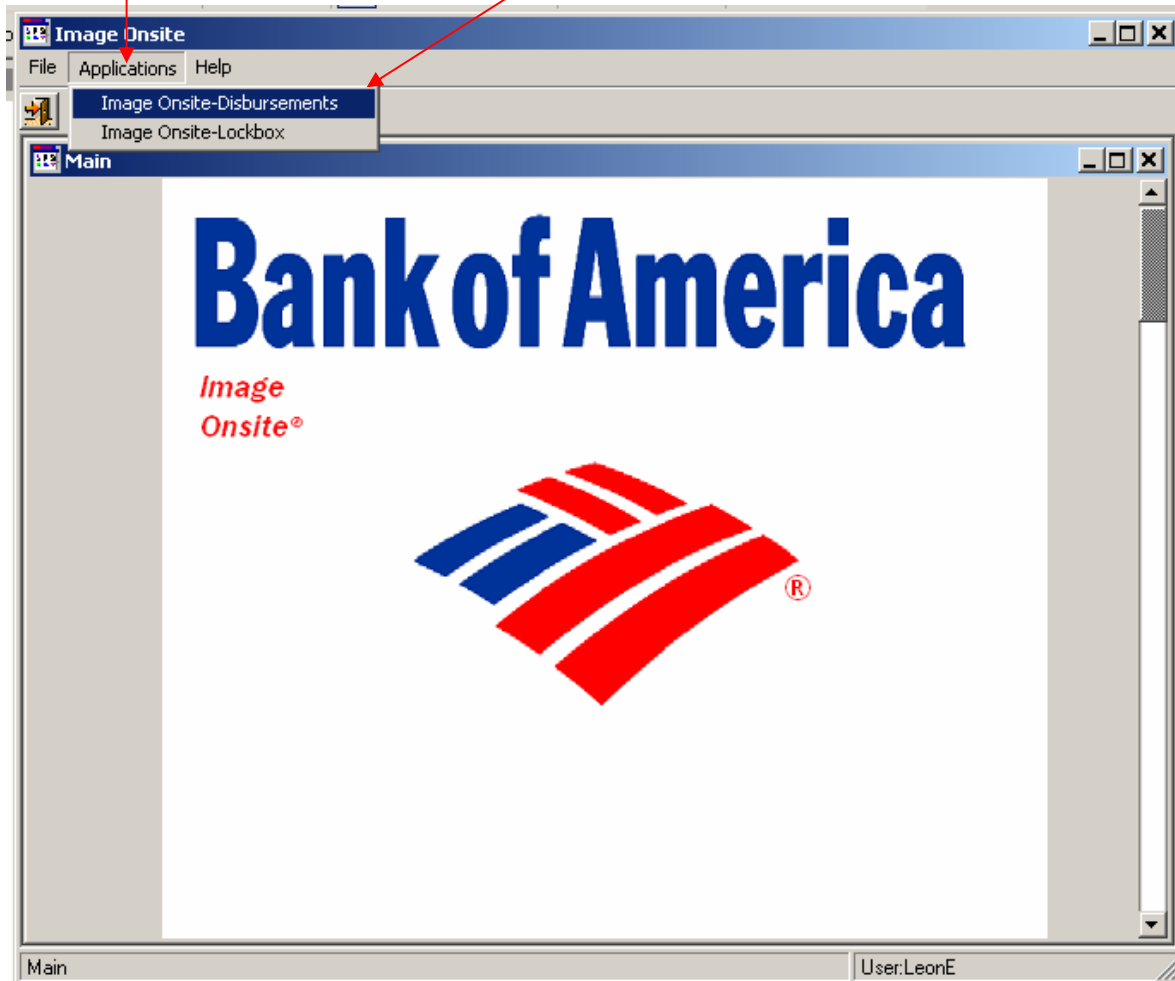 Image Onsite
File Applications Help
Image Onsite-Disbursements
Image Onsite-Lockbox
Main
Bank of America
Image
Onsite®
®
Main User:LeonE